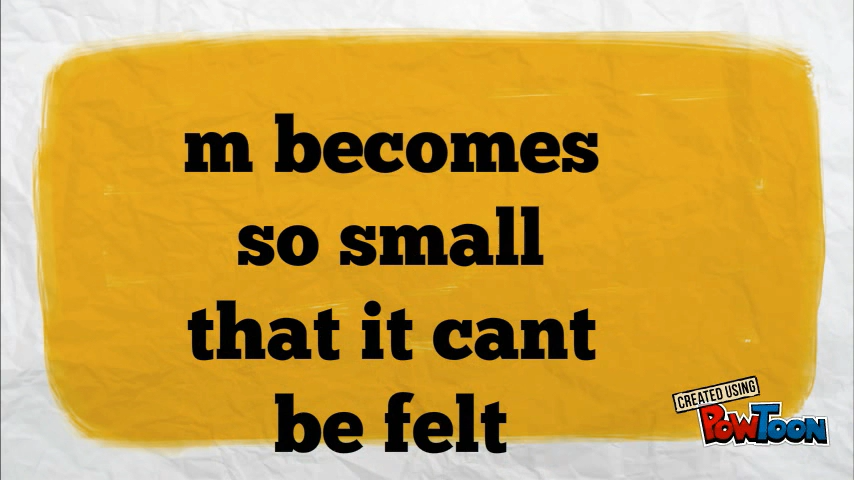 m becomes
so small
that it cant
be felt
CREATED USING
POWTOON